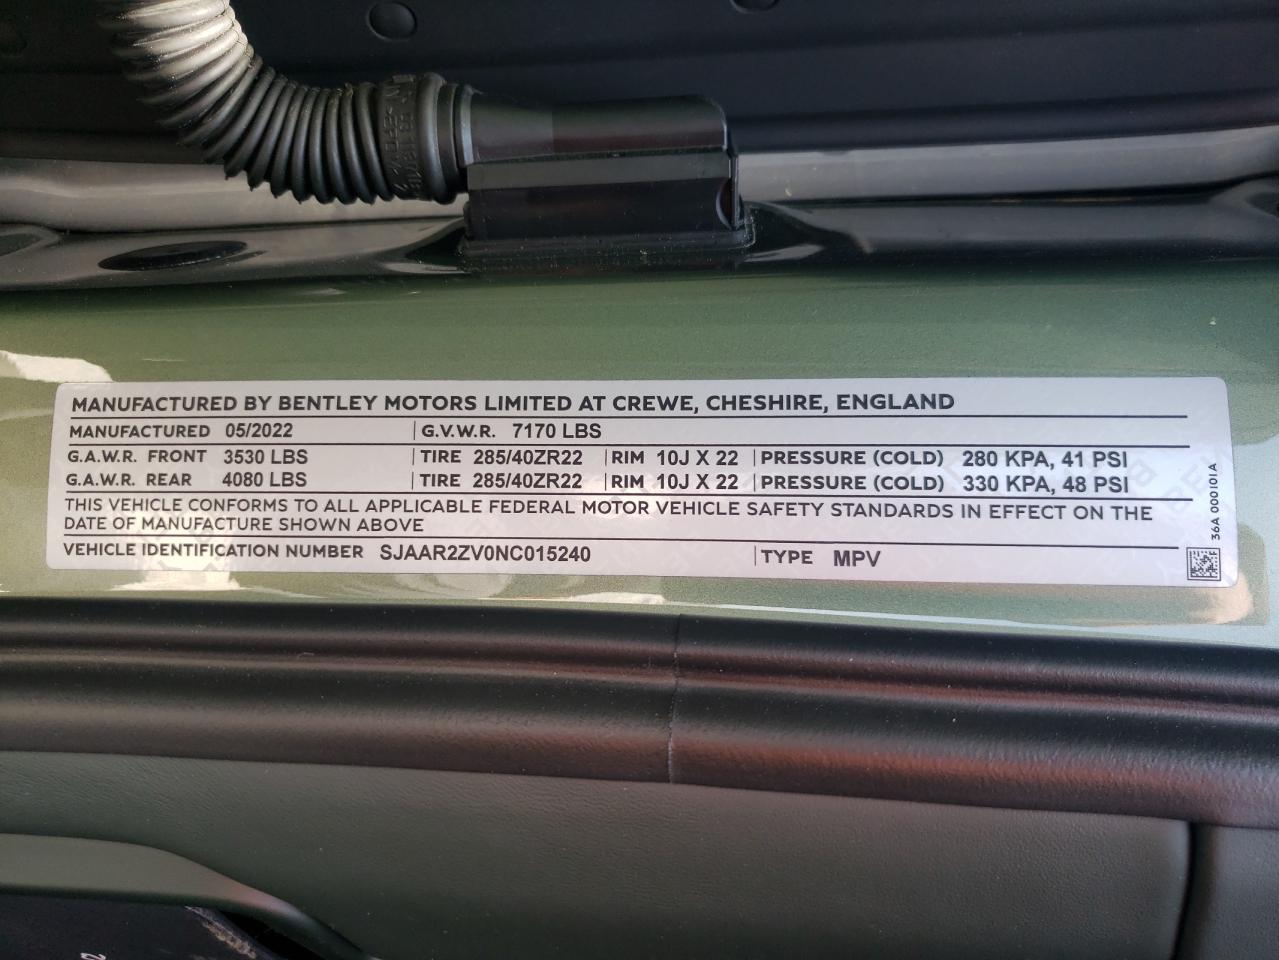 MANUFACTURED BY BENTLEY MOTORS LIMITED AT CREWE, CHESHIRE, ENGLAND
MANUFACTURED 05/2022 G.V.W.R. 7170 LBS
G.A.W.R. FRONT 3530 LBS TIRE 285/40ZR22 RIM 10J X 22 PRESSURE (COLD) 280 KPA, 41 PSI
G.A.W.R. REAR 4080 LBS TIRE 285/40ZR22 RIM 10J X 22 PRESSURE (COLD) 330 KPA, 48 PSI
THIS VEHICLE CONFORMS TO ALL APPLICABLE FEDERAL MOTOR VEHICLE SAFETY STANDARDS IN EFFECT ON THE
DATE OF MANUFACTURE SHOWN ABOVE
VEHICLE IDENTIFICATION NUMBER SJAAR2ZV0NC015240 TYPE MPV
36A 000101A